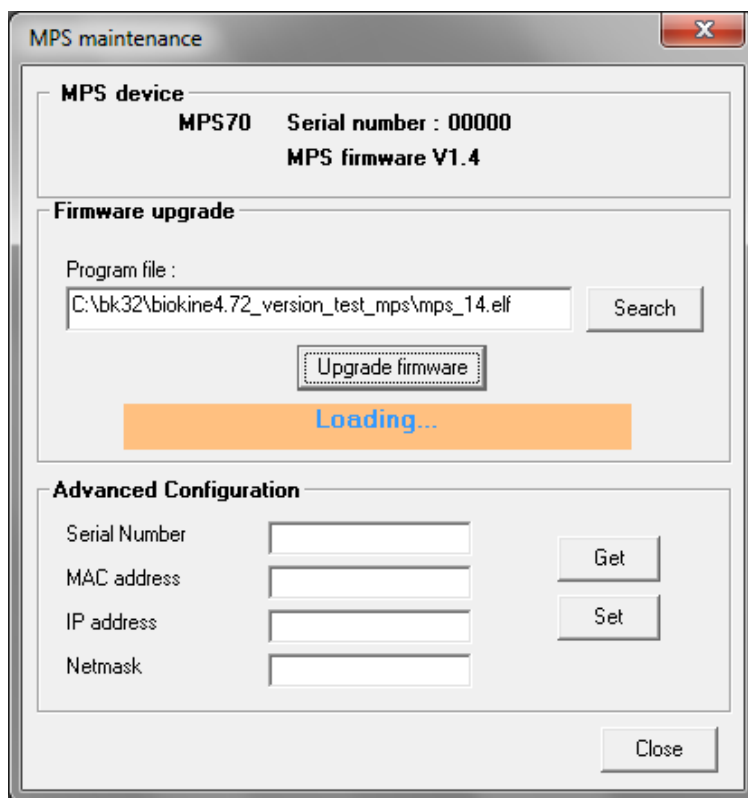 MPS maintenance
MPS device
MPS70 Serial number : 00000
MPS firmware V1.4
Firmware upgrade
Program file :
C:\bk32\biokine4.72_version_test_mps\mps_14.elf
Search
Upgrade firmware
Loading...
Advanced Configuration
Serial Number
MAC address
Get
IP address
Set
Netmask
Close